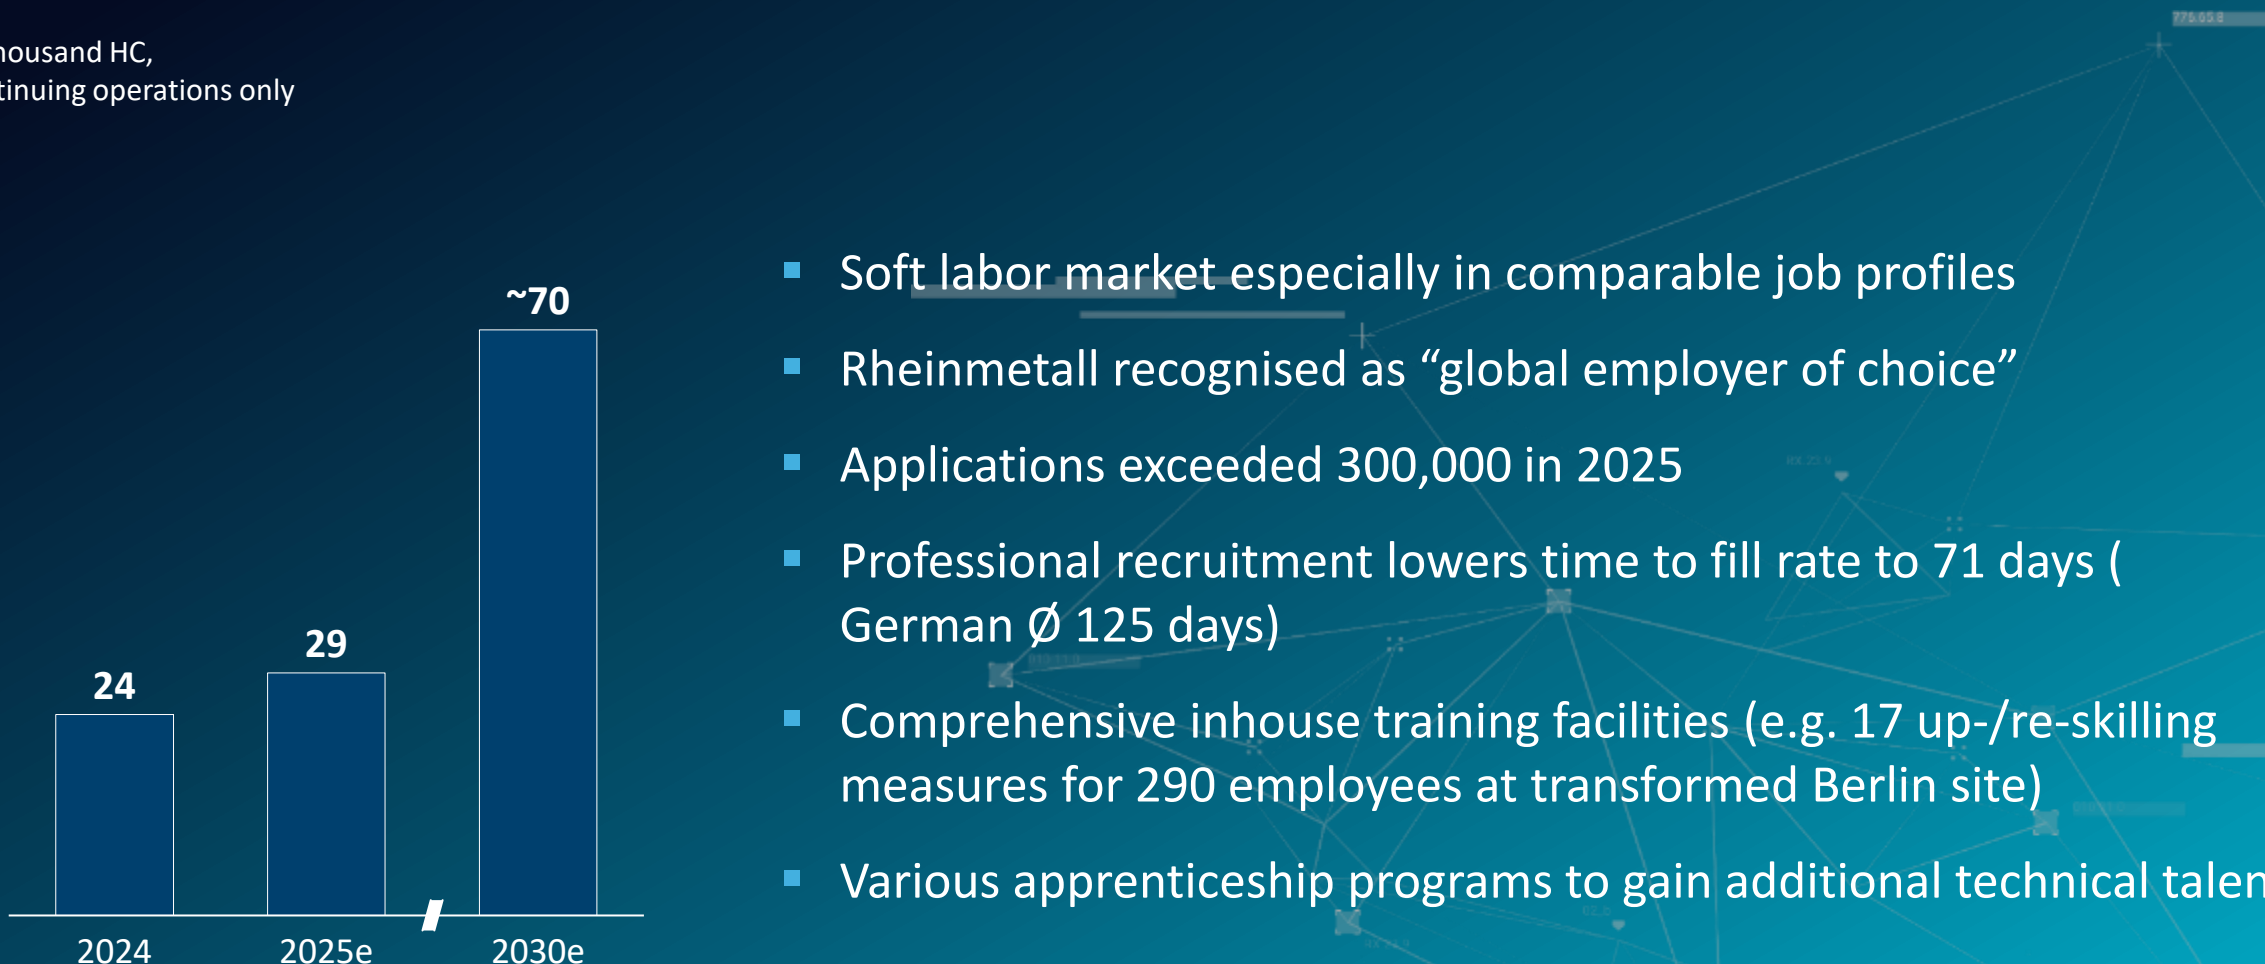 housand HC,
tinuing operations only
~70
29
24
2024
2025e
2030e
Soft labor market especially in comparable job profiles
Rheinmetall recognised as “global employer of choice”
Applications exceeded 300,000 in 2025
Professional recruitment lowers time to fill rate to 71 days (
German Ø 125 days)
Comprehensive inhouse training facilities (e.g. 17 up-/re-skilling
measures for 290 employees at transformed Berlin site)
Various apprenticeship programs to gain additional technical talen